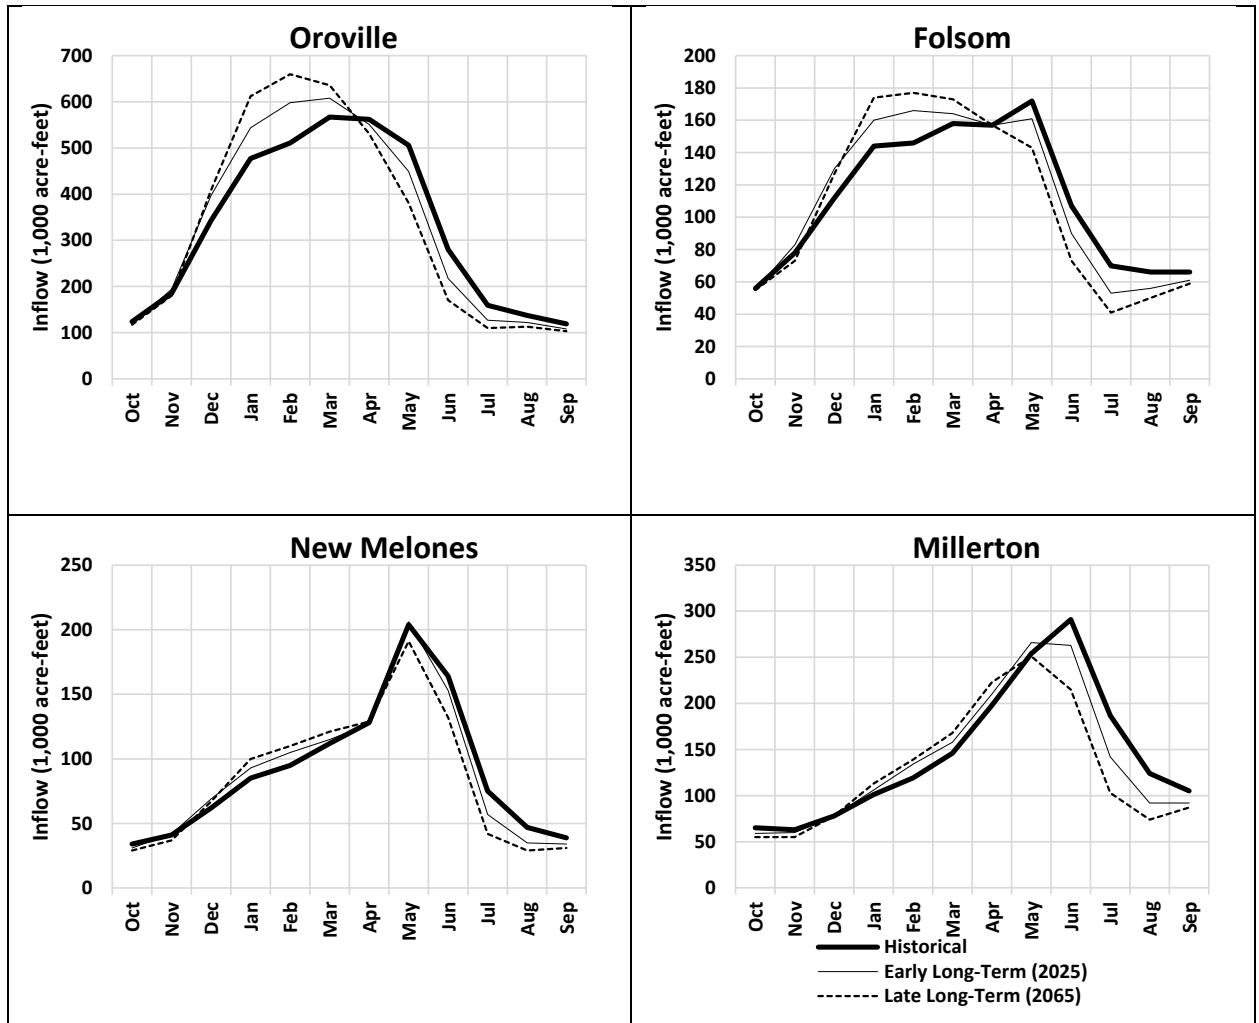 Oroville
Inflow (1,000 acre-feet)
700
600
500
400
300
200
100
0
Oct Nov Dec Jan Feb Mar Apr May Jun Jul Aug Sep
Folsom
Inflow (1,000 acre-feet)
200
180
160
140
120
100
80
60
40
20
0
Oct Nov Dec Jan Feb Mar Apr May Jun Jul Aug Sep
New Melones
Inflow (1,000 acre-feet)
250
200
150
100
50
0
Oct Nov Dec Jan Feb Mar Apr May Jun Jul Aug Sep
Millerton
Inflow (1,000 acre-feet)
350
300
250
200
150
100
50
0
Oct Nov Dec Jan Feb Mar Apr May Jun Jul Aug Sep
Historical
Early Long-Term (2025)
Late Long-Term (2065)